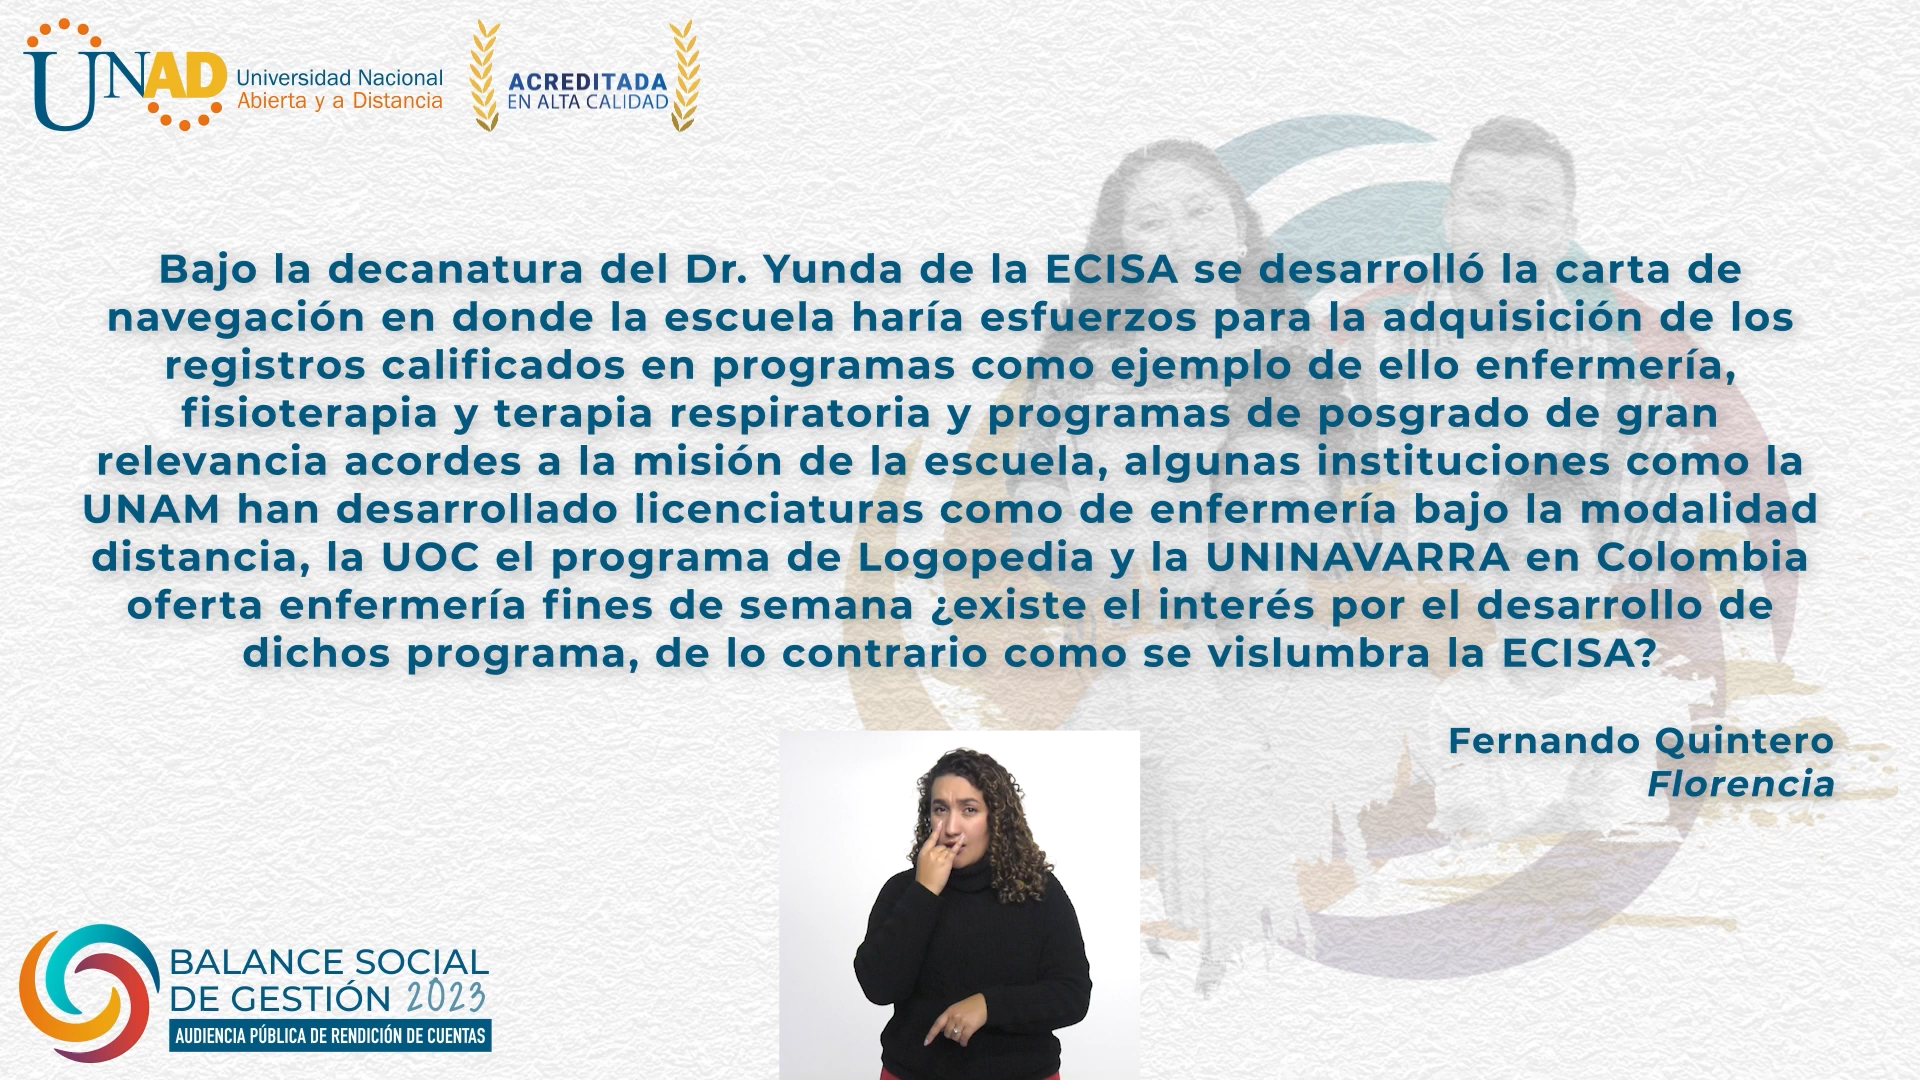 UNAD Universidad Nacional
Abierta y a Distancia
ACREDITADA
EN ALTA CALIDAD
Bajo la decanatura del Dr. Yunda de la ECISA se desarrolló la carta de
navegación en donde la escuela haría esfuerzos para la adquisición de los
registros calificados en programas como ejemplo de ello enfermería,
fisioterapia y terapia respiratoria y programas de posgrado de gran
relevancia acordes a la misión de la escuela, algunas instituciones como la
UNAM han desarrollado licenciaturas como de enfermería bajo la modalidad
distancia, la UOC el programa de Logopedia y la UNINAVARRA en Colombia
oferta enfermería fines de semana ¿existe el interés por el desarrollo de
dichos programa, de lo contrario como se vislumbra la ECISA?
Fernando Quintero
Florencia
BALANCE SOCIAL
DE GESTIÓN 2023
AUDIENCIA PÚBLICA DE RENDICIÓN DE CUENTAS